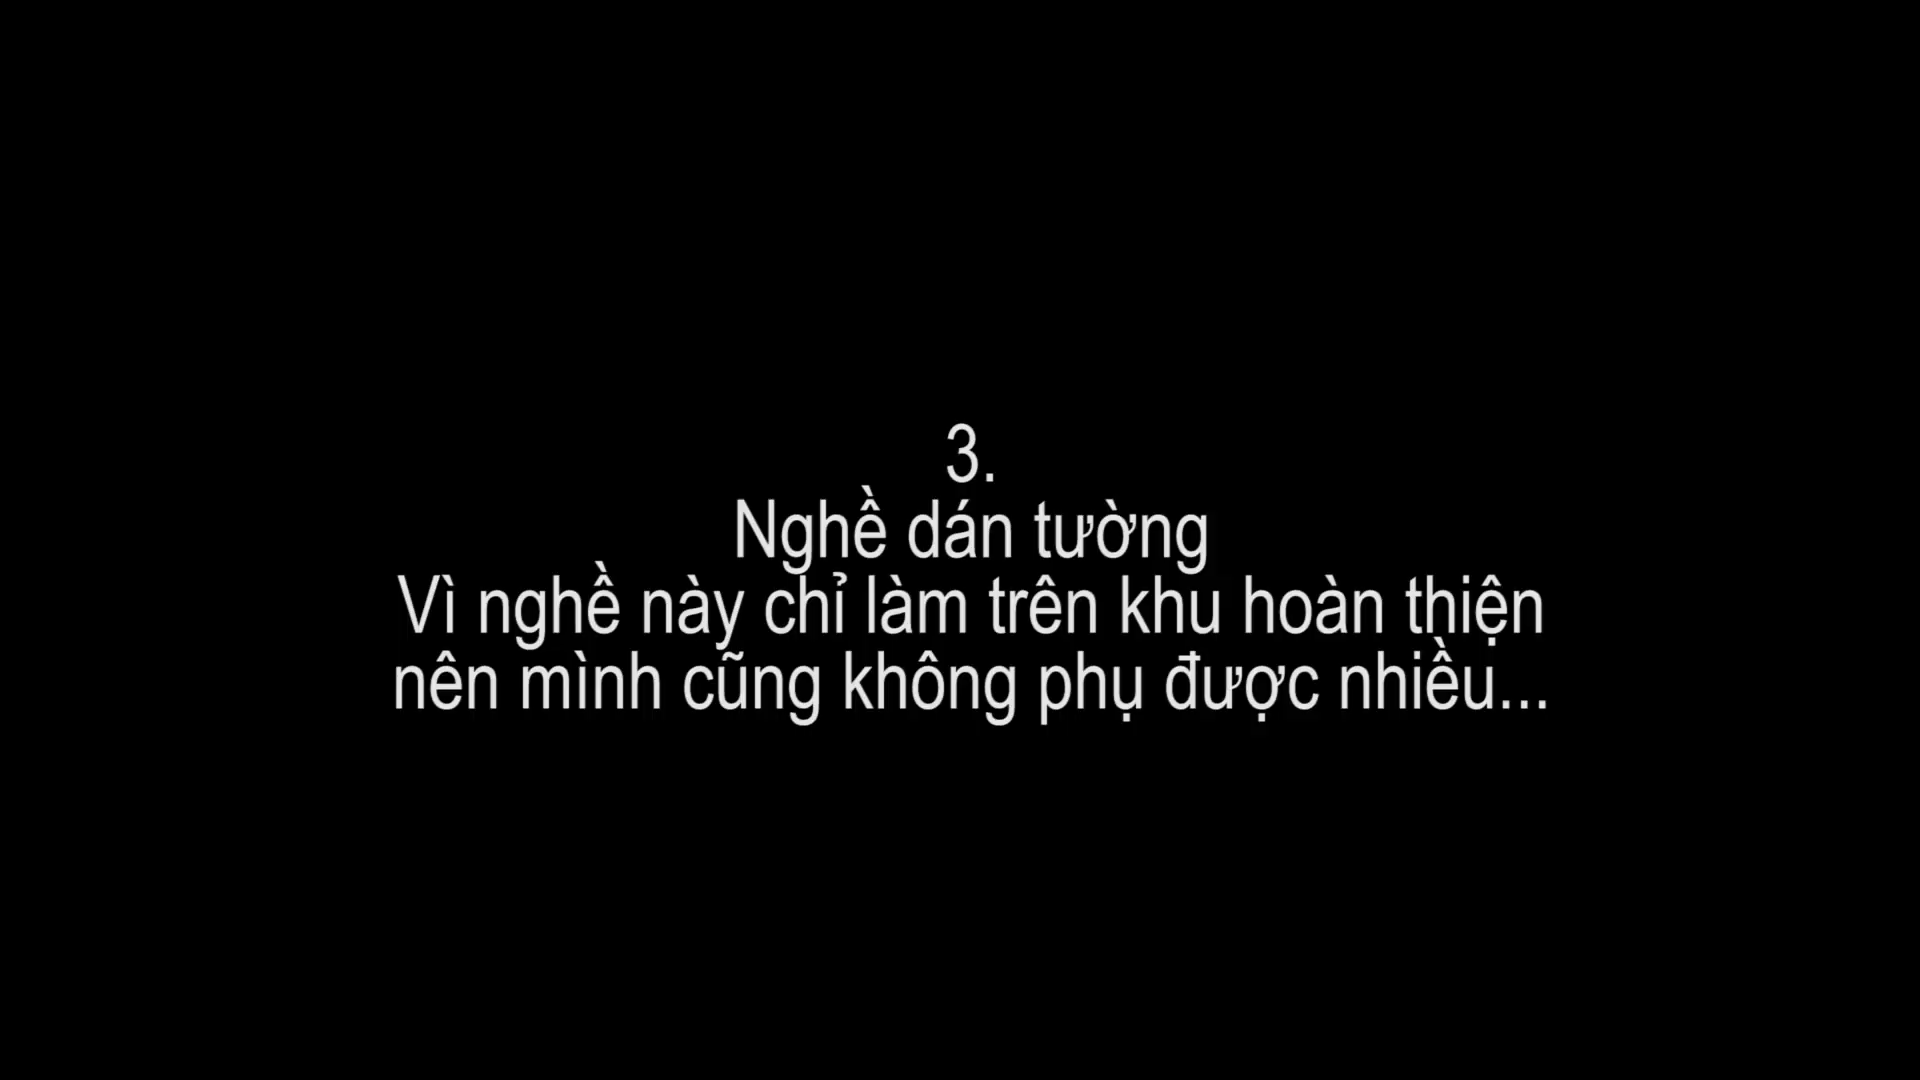 3.
Nghề dán tường
Vì nghề này chỉ làm trên khu hoàn thiện
nên mình cũng không phụ được nhiều...